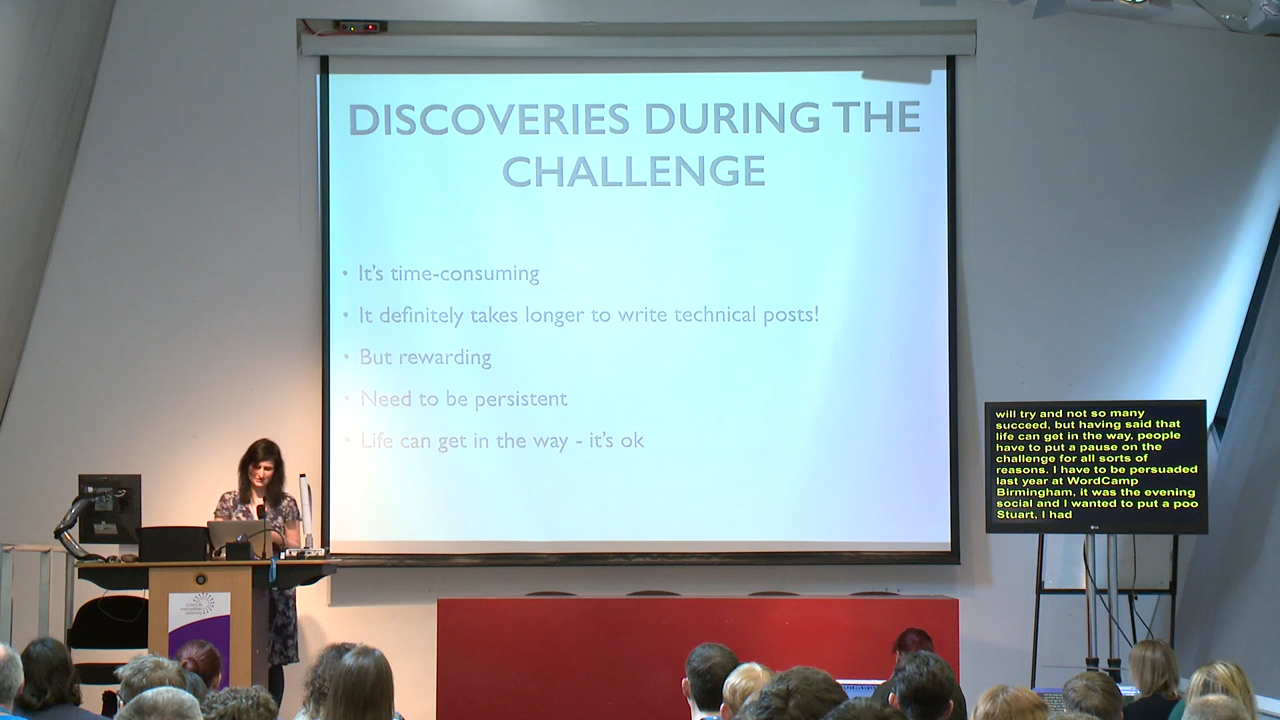 DISCOVERIES DURING THE
CHALLENGE
• It's time-consuming
• It definitely takes longer to write technical posts!
• But rewarding
• Need to be persistent
• Life can get in the way - it's ok
will try and not so many
succeed, but having said that
life can get in the way, people
have to put a pause on the
challenge for all sorts of
reasons. I have to be persuaded
last year at WordCamp
Birmingham, it was the evening
social and I wanted to put a poo
Stuart, I had
LG